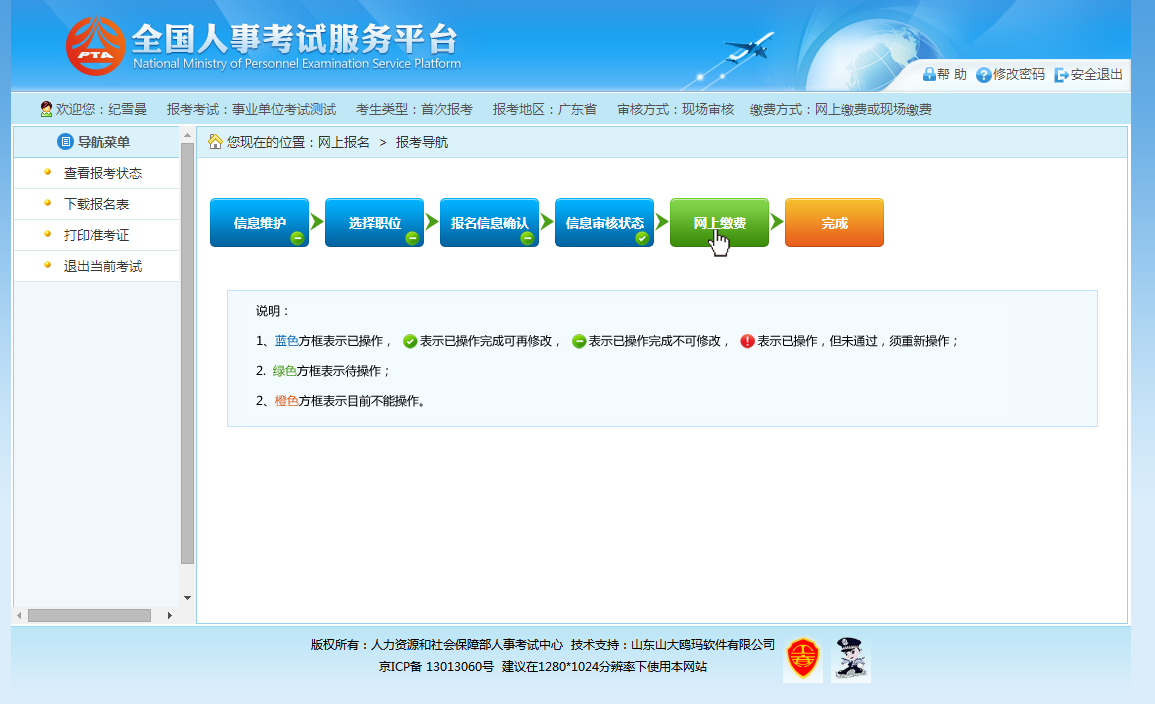 PTA
全国人事考试服务平台
National Ministry of Personnel Examination Service Platform
帮 助 修改密码 安全退出
欢迎您：纪雪曼 报考考试：事业单位考试测试 考生类型：首次报考 报考地区：广东省 审核方式：现场审核 缴费方式：网上缴费或现场缴费
导航菜单
查看报考状态
下载报名表
打印准考证
退出当前考试
您现在的位置：网上报名 > 报考导航
信息维护 选择职位 报名信息确认 信息审核状态 网上缴费 完成
说明：
1、蓝色方框表示已操作， 表示已操作完成可再修改， 表示已操作完成不可修改， 表示已操作，但未通过，须重新操作；
2. 绿色方框表示待操作；
2、橙色方框表示目前不能操作。
版权所有：人力资源和社会保障部人事考试中心 技术支持：山东山大鸥玛软件有限公司
京ICP备 13013060号 建议在1280*1024分辨率下使用本网站